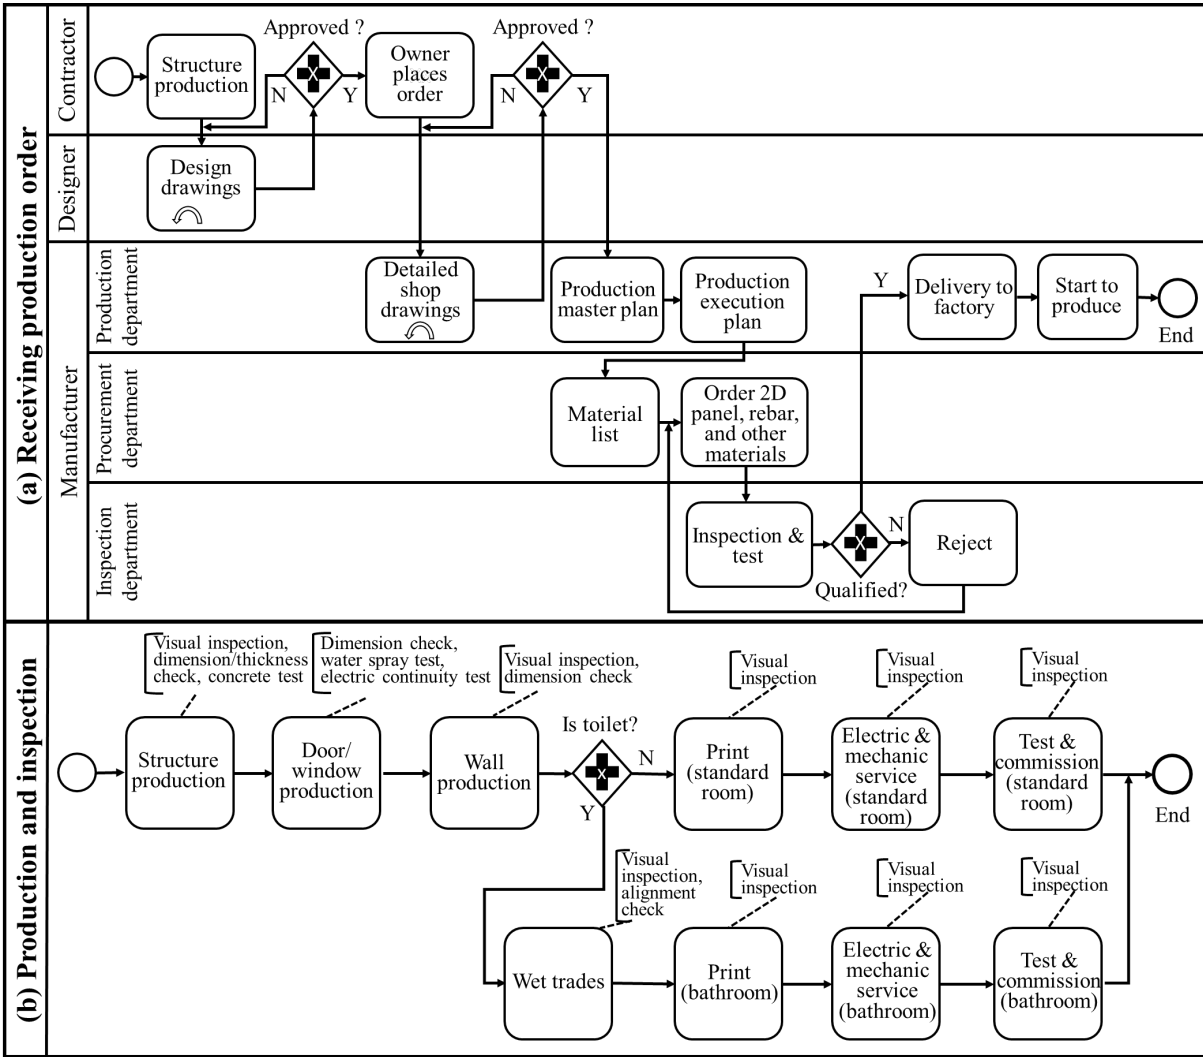 (a) Receiving production order
Contractor
Structure
production
Approved ?
N
Y
Owner
places
order
Approved ?
N
Y
Designer
Design
drawings
Manufacturer
Production
department
Detailed
shop
drawings
Production
master plan
Production
execution
plan
Y
Delivery to
factory
Start to
produce
End
Procurement
department
Material
list
Order 2D
panel, rebar,
and other
materials
Inspection
department
Inspection &
test
X
Qualified?
N
Reject
(b) Production and inspection
Visual inspection,
dimension/thickness
check, concrete test
Dimension check,
water spray test,
electric continuity test
Visual inspection,
dimension check
Visual
inspection
Visual
inspection
Visual
inspection
Structure
production
Door/
window
production
Wall
production
Is toilet?
X
N
Y
Print
(standard
room)
Electric &
mechanic
service
(standard
room)
Test &
commission
(standard
room)
End
Visual
inspection,
alignment
check
Visual
inspection
Visual
inspection
Visual
inspection
Wet trades
Print
(bathroom)
Electric &
mechanic
service
(bathroom)
Test &
commission
(bathroom)